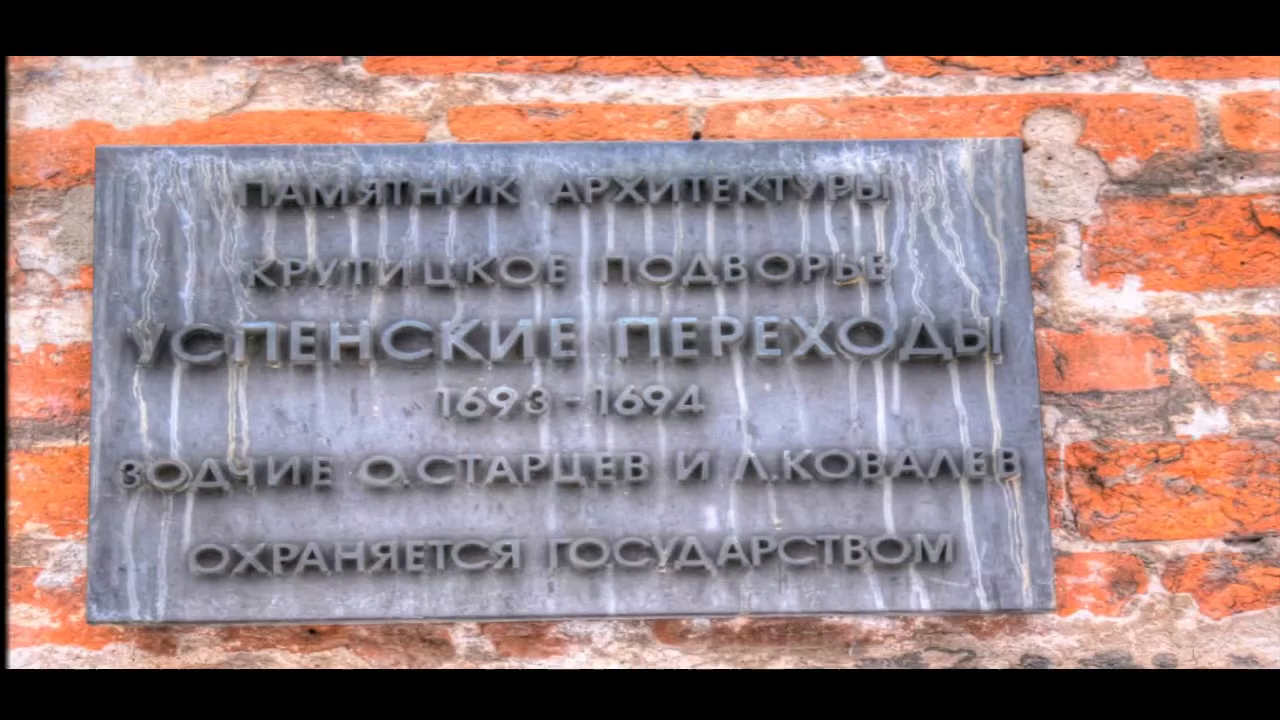 ПАМЯТНИК АРХИТЕКТУРЫ
КРУТИЦКОЕ ПОДВОРЬЕ
УСПЕНСКИЕ ПЕРЕХОДЫ
1693-1694
ЗОДЧИЕ О.СТАРЦЕВ И Л.КОВАЛЕВ
ОХРАНЯЕТСЯ ГОСУДАРСТВОМ